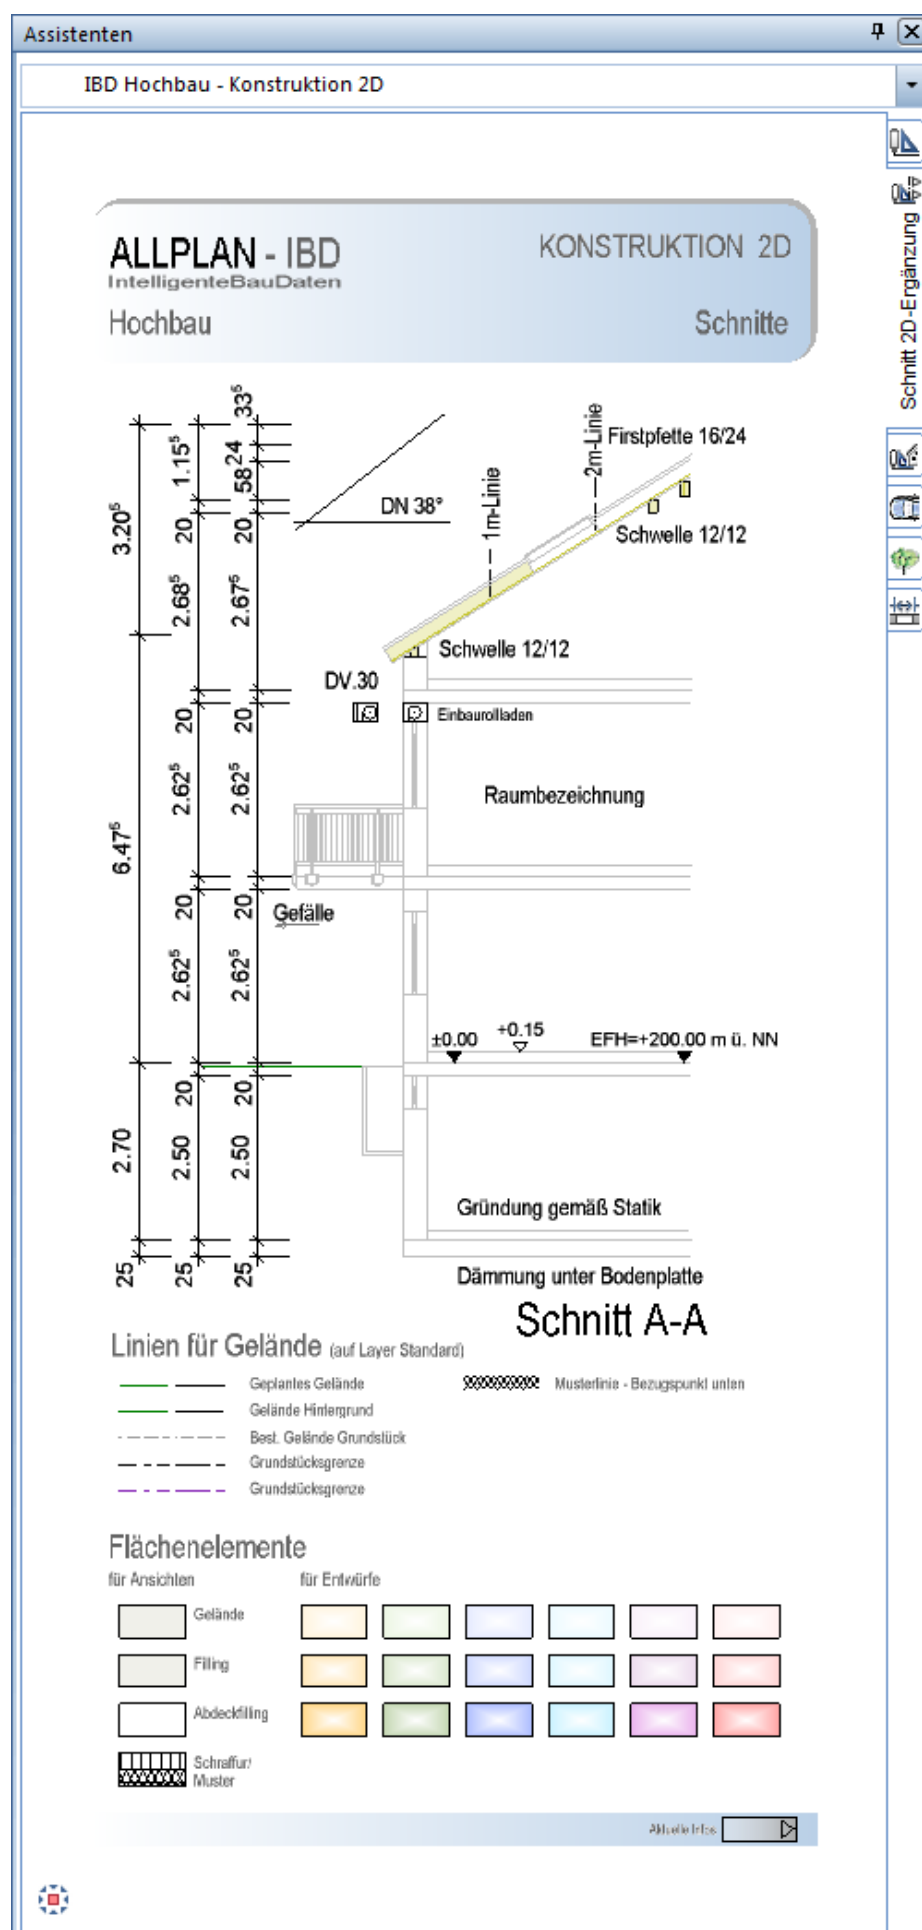 Assistenten
IBD Hochbau - Konstruktion 2D
Schnitt 2D-Ergänzung
ALLPLAN - IBD
KONSTRUKTION 2D
IntelligenteBauDaten
Hochbau
Schnitte
33⁵
1.15⁵
24
58
2m-Linie
Firstpfette 16/24
1m-Linie
DN 38°
3.20⁵
20
20
Schwelle 12/12
2.68⁵
2.67⁵
Schwelle 12/12
DV.30
20
20
Einbaurolladen
2.62⁵
2.62⁵
Raumbezeichnung
6.47⁵
20
20
Gefälle
2.62⁵
2.62⁵
±0.00
+0.15
EFH=+200.00 m ü. NN
20
20
2.70
2.50
2.50
Gründung gemäß Statik
25
25
25
Dämmung unter Bodenplatte
Schnitt A-A
Linien für Gelände (auf Layer Standard)
Geplantes Gelände
Musterlinie - Bezugspunkt unten
Gelände Hintergrund
Best. Gelände Grundstück
Grundstücksgrenze
Grundstücksgrenze
Flächenelemente
für Ansichten
für Entwürfe
Gelände
Filling
Abdeckfilling
Schraffur/
Muster
Aktuelle Infos